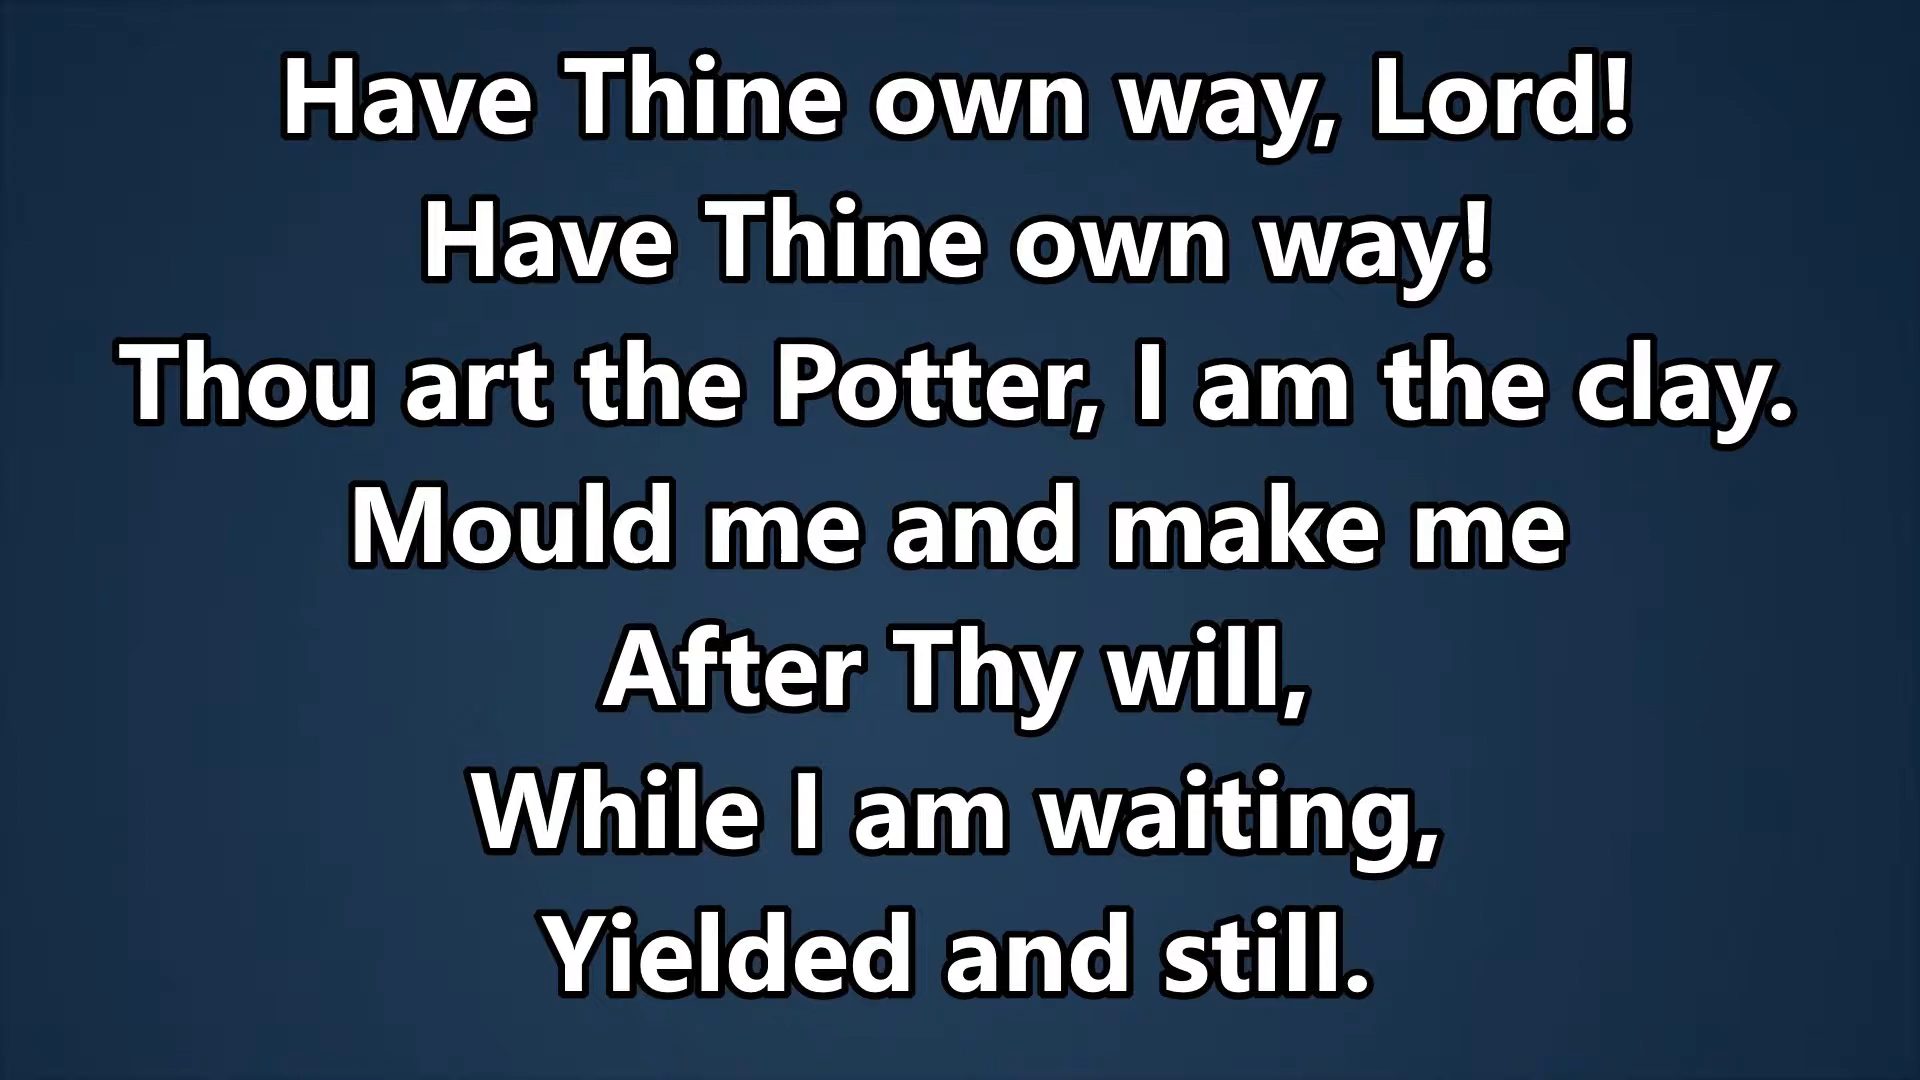 Have Thine own way, Lord!
Have Thine own way!
Thou art the Potter, I am the clay.
Mould me and make me
After Thy will,
While I am waiting,
Yielded and still.